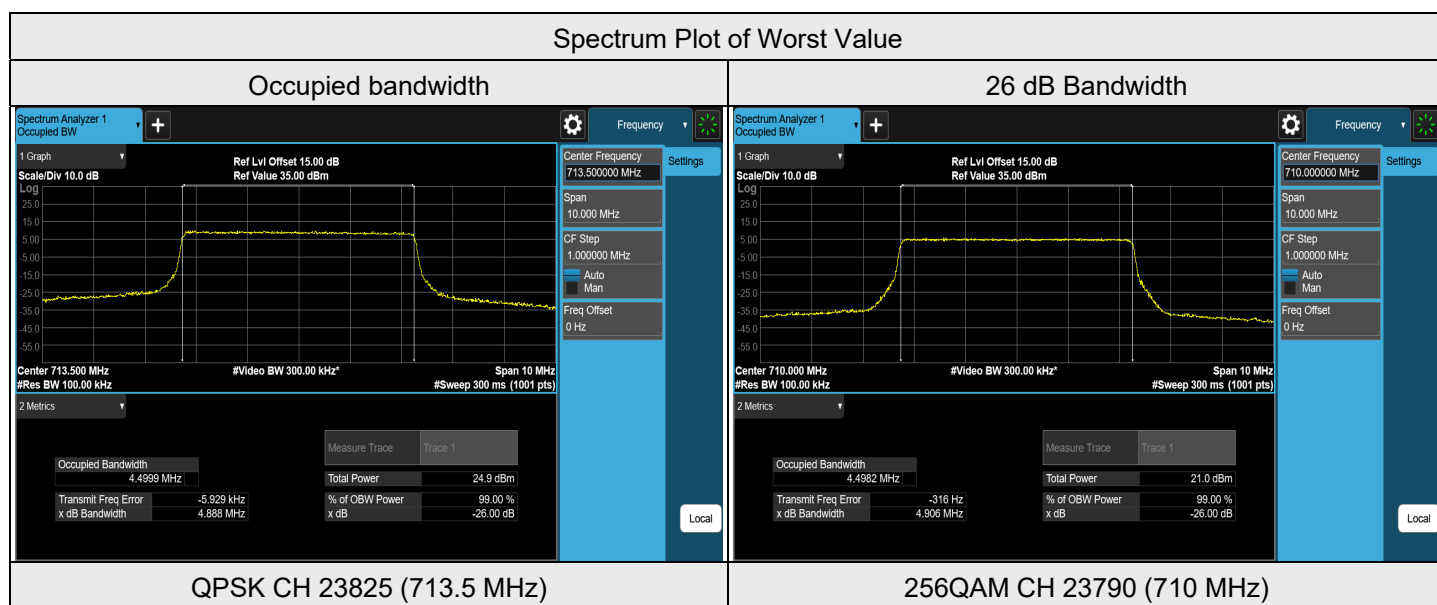 Spectrum Plot of Worst Value
Occupied bandwidth
26 dB Bandwidth
Spectrum Analyzer 1
Occupied BW
+
Frequency
1 Graph
Scale/Div 10.0 dB
Ref Lvl Offset 15.00 dB
Ref Value 35.00 dBm
Log
25.0
15.0
5.00
-5.00
-15.0
-25.0
-35.0
-45.0
-55.0
Center 713.500 MHz
#Video BW 300.00 kHz*
Span 10 MHz
#Res BW 100.00 kHz
#Sweep 300 ms (1001 pts)
Center Frequency
713.500000 MHz
Settings
Span
10.000 MHz
CF Step
1.000000 MHz
Auto
Man
Freq Offset
0 Hz
Local
2 Metrics
Measure Trace Trace 1
Occupied Bandwidth
4.4999 MHz
Total Power 24.9 dBm
Transmit Freq Error -5.929 kHz
% of OBW Power 99.00 %
x dB Bandwidth 4.888 MHz
x dB -26.00 dB
Spectrum Analyzer 1
Occupied BW
+
Frequency
1 Graph
Scale/Div 10.0 dB
Ref Lvl Offset 15.00 dB
Ref Value 35.00 dBm
Log
25.0
15.0
5.00
-5.00
-15.0
-25.0
-35.0
-45.0
-55.0
Center 710.000 MHz
#Video BW 300.00 kHz*
Span 10 MHz
#Res BW 100.00 kHz
#Sweep 300 ms (1001 pts)
Center Frequency
710.000000 MHz
Settings
Span
10.000 MHz
CF Step
1.000000 MHz
Auto
Man
Freq Offset
0 Hz
Local
2 Metrics
Measure Trace Trace 1
Occupied Bandwidth
4.4982 MHz
Total Power 21.0 dBm
Transmit Freq Error -316 Hz
% of OBW Power 99.00 %
x dB Bandwidth 4.906 MHz
x dB -26.00 dB
QPSK CH 23825 (713.5 MHz)
256QAM CH 23790 (710 MHz)